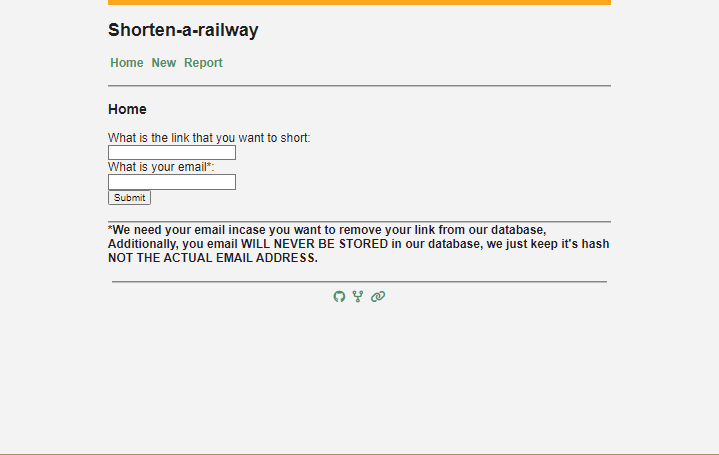 Shorten-a-railway
Home New Report
Home
What is the link that you want to short:
What is your email*:
Submit
*We need your email incase you want to remove your link from our database,
Additionally, you email WILL NEVER BE STORED in our database, we just keep it's hash
NOT THE ACTUAL EMAIL ADDRESS.